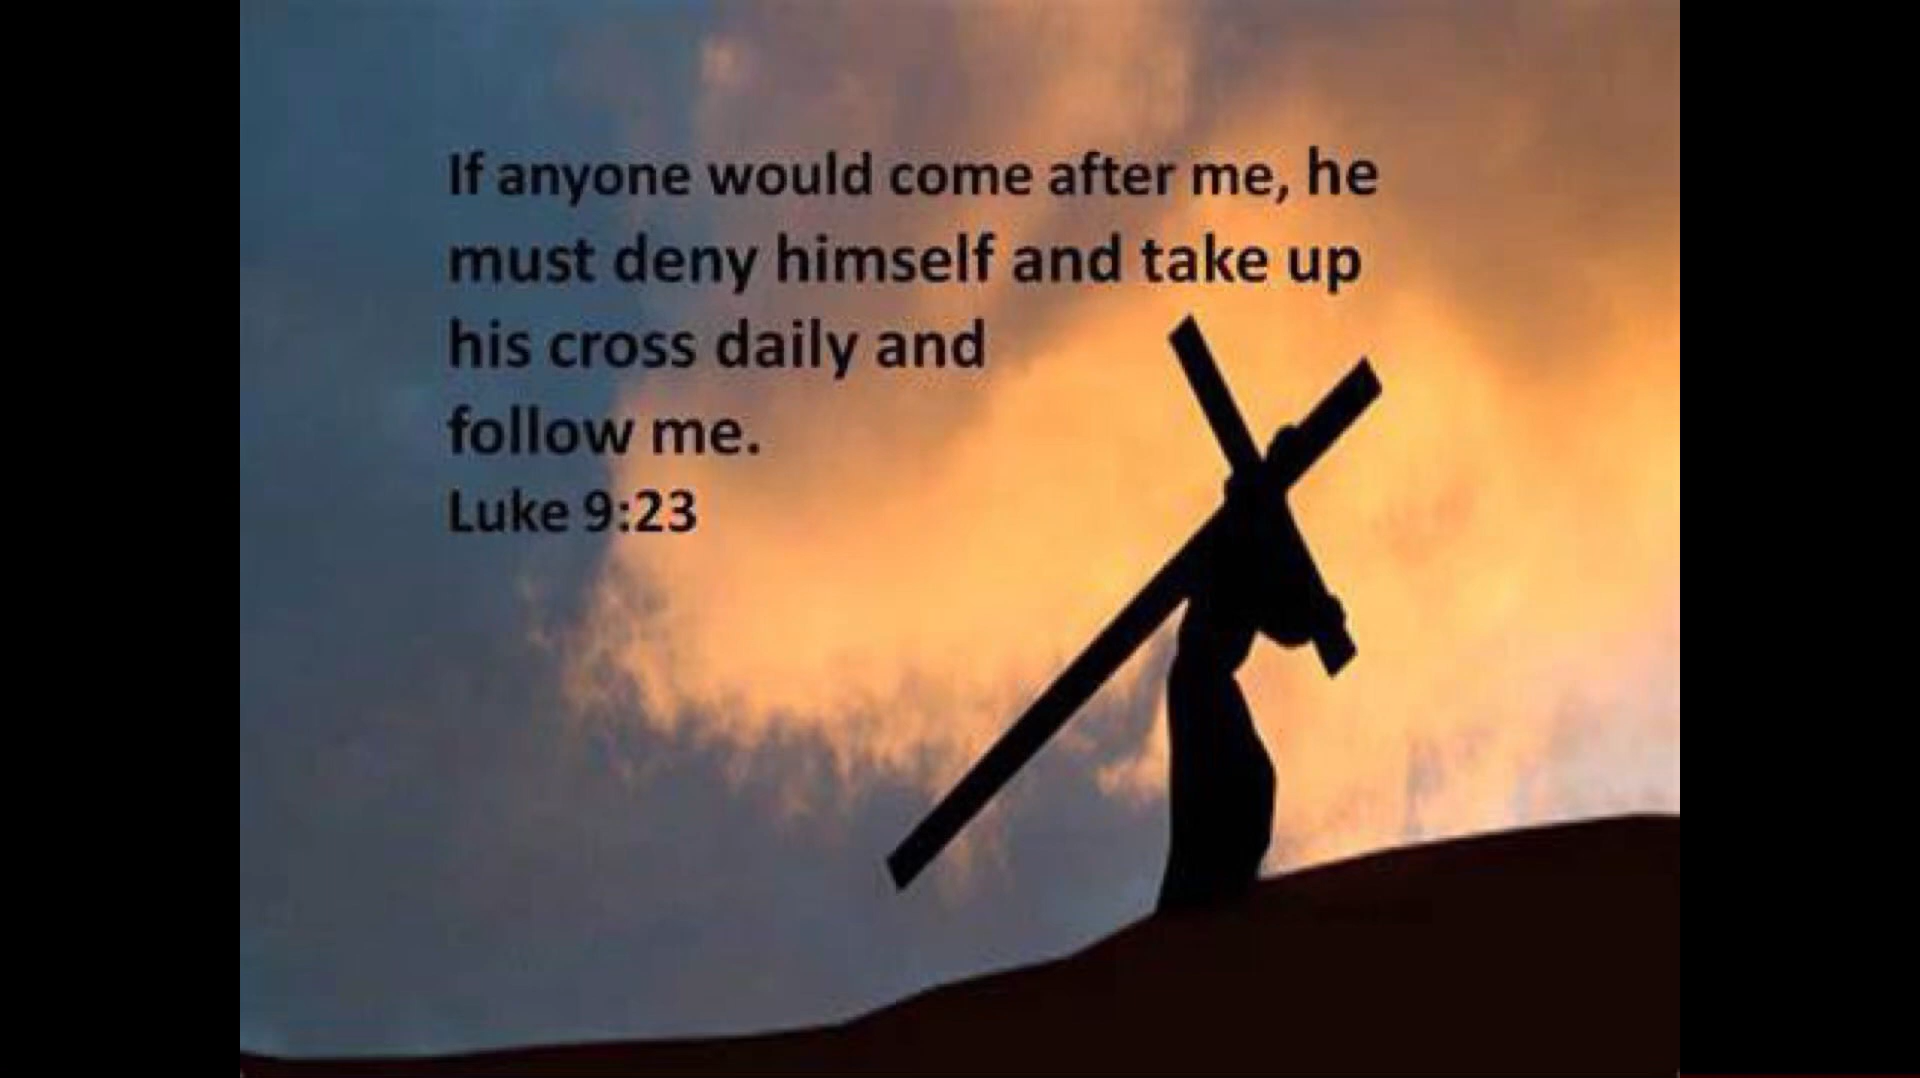 If anyone would come after me, he
must deny himself and take up
his cross daily and
follow me.
Luke 9:23